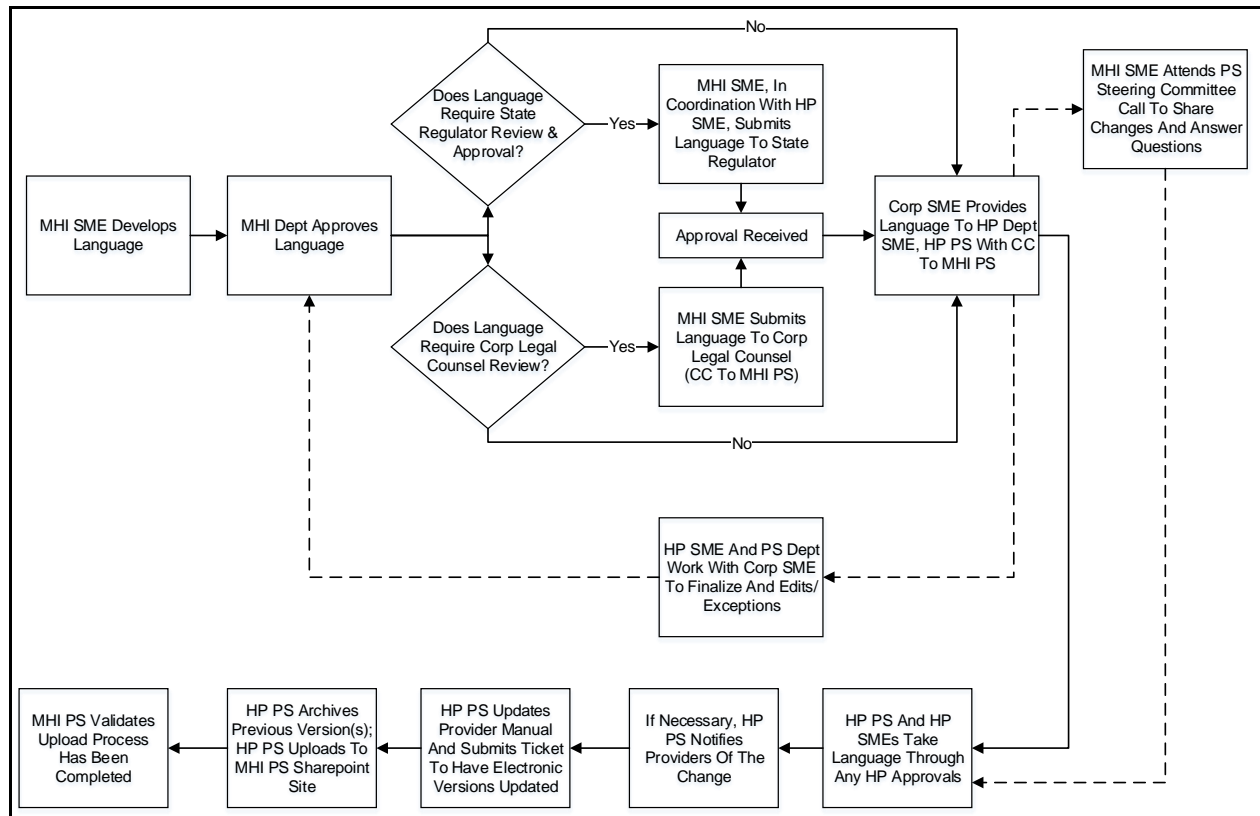 No
Does Language
Require State
Regulator Review &
Approval?
Yes
MHI SME, In
Coordination With HP
SME, Submits
Language To State
Regulator
MHI SME Attends PS
Steering Committee
Call To Share
Changes And Answer
Questions
MHI SME Develops
Language
MHI Dept Approves
Language
Approval Received
Corp SME Provides
Language To HP Dept
SME, HP PS With CC
To MHI PS
Does Language
Require Corp Legal
Counsel Review?
Yes
MHI SME Submits
Language To Corp
Legal Counsel
(CC To MHI PS)
No
HP SME And PS Dept
Work With Corp SME
To Finalize And Edits/
Exceptions
MHI PS Validates
Upload Process
Has Been
Completed
HP PS Archives
Previous Version(s);
HP PS Uploads To
MHI PS Sharepoint
Site
HP PS Updates
Provider Manual
And Submits Ticket
To Have Electronic
Versions Updated
If Necessary, HP
PS Notifies
Providers Of The
Change
HP PS And HP
SMEs Take
Language Through
Any HP Approvals